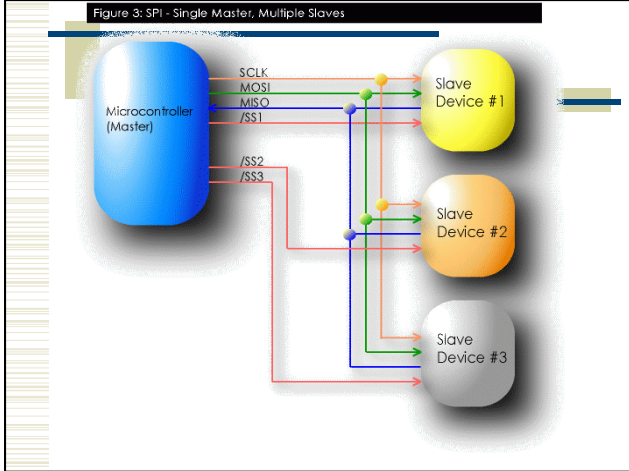 Figure 3: SPI - Single Master, Multiple Slaves
SCLK
MOSI
MISO
/SS1
Microcontroller
(Master)
/SS2
/SS3
Slave
Device #1
Slave
Device #2
Slave
Device #3